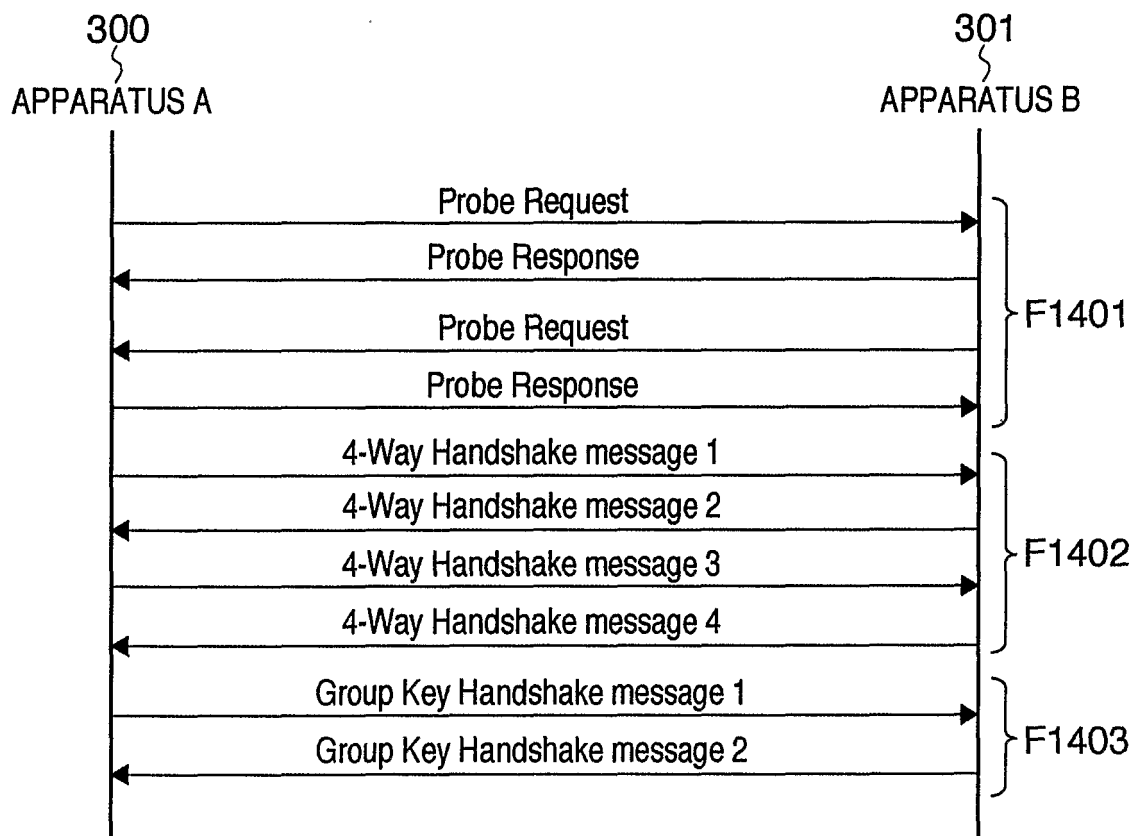 300 301
APPARATUS A APPARATUS B
Probe Request
Probe Response
F1401
Probe Request
Probe Response
4-Way Handshake message 1
4-Way Handshake message 2
F1402
4-Way Handshake message 3
4-Way Handshake message 4
Group Key Handshake message 1
F1403
Group Key Handshake message 2